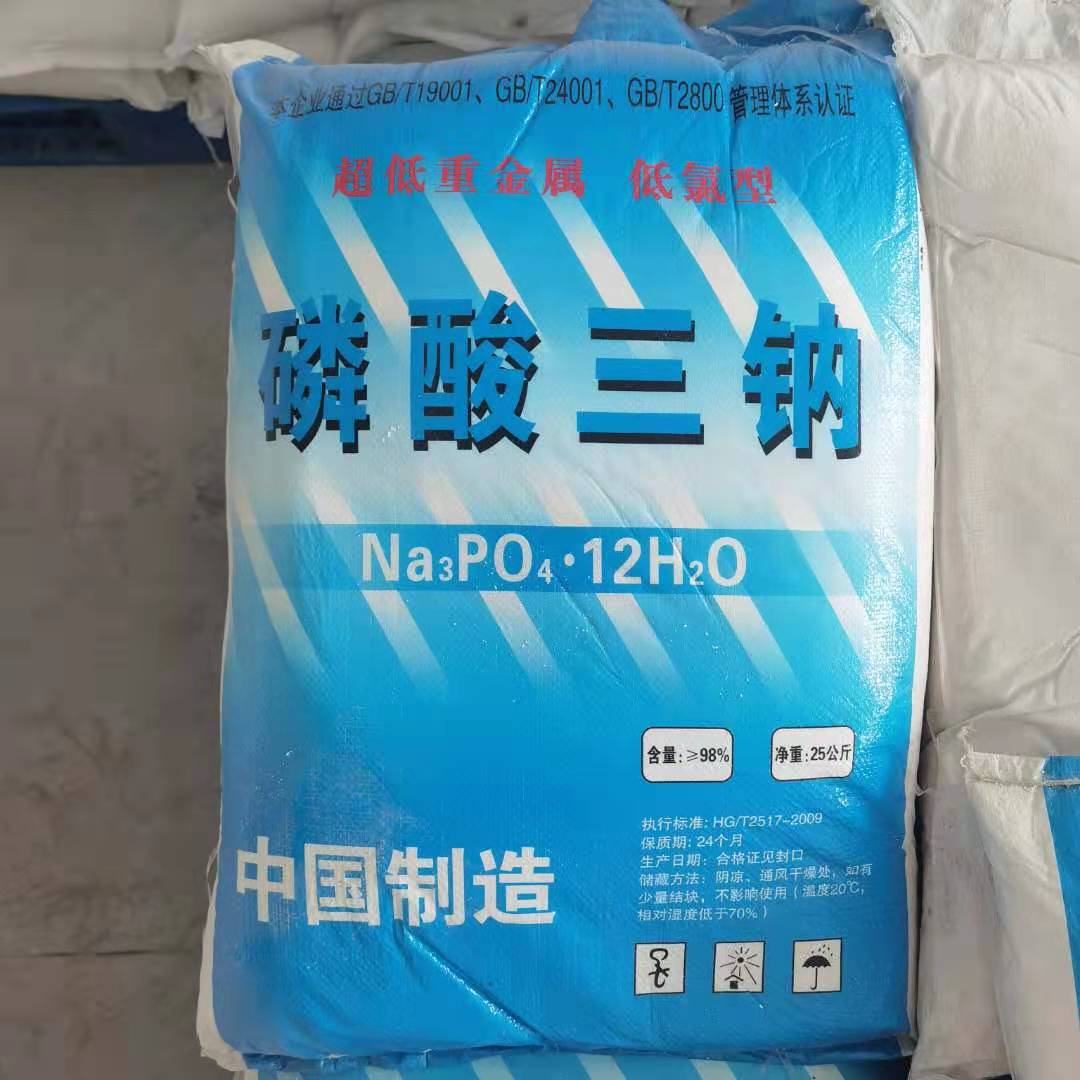 本企业通过GB/T19001、GB/T24001、GB/T2800 管理体系认证
超低重金属 低氯型
磷酸三钠
Na₃PO₄·12H₂O
含量:≥98%
净重:25公斤
执行标准: HG/T2517-2009
保质期: 24个月
生产日期: 合格证见封口
储藏方法: 阴凉、通风干燥处, 如有
少量结块, 不影响使用(温度20℃,
相对湿度低于70%)
中国制造